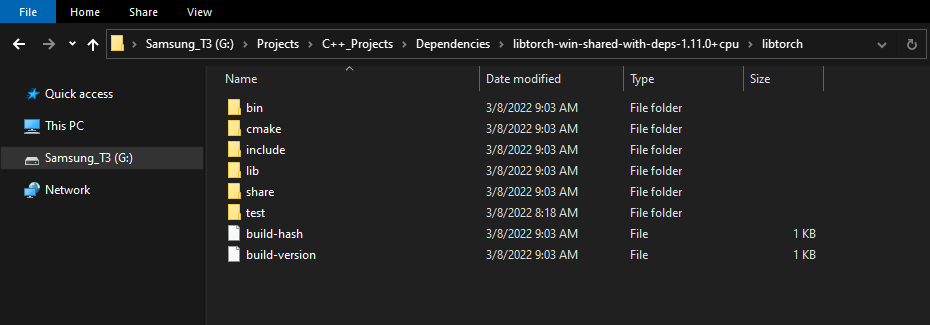 File Home Share View
Samsung_T3 (G:) Projects C++_Projects Dependencies libtorch-win-shared-with-deps-1.11.0+cpu libtorch
Name Date modified Type Size
Quick access
This PC
Samsung_T3 (G:)
Network
bin 3/8/2022 9:03 AM File folder
cmake 3/8/2022 9:03 AM File folder
include 3/8/2022 9:03 AM File folder
lib 3/8/2022 9:03 AM File folder
share 3/8/2022 9:03 AM File folder
test 3/8/2022 8:18 AM File folder
build-hash 3/8/2022 9:03 AM File 1 KB
build-version 3/8/2022 9:03 AM File 1 KB